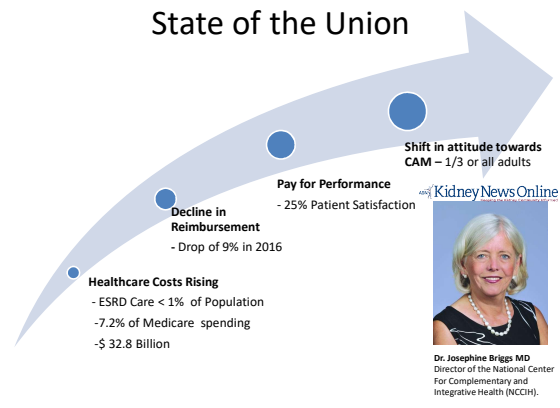 State of the Union
Shift in attitude towards
CAM – 1/3 or all adults
Pay for Performance
- 25% Patient Satisfaction
Kidney News Online
Decline in
Reimbursement
- Drop of 9% in 2016
Healthcare Costs Rising
- ESRD Care < 1% of Population
-7.2% of Medicare spending
-$ 32.8 Billion
Dr. Josephine Briggs MD
Director of the National Center
For Complementary and
Integrative Health (NCCIH).